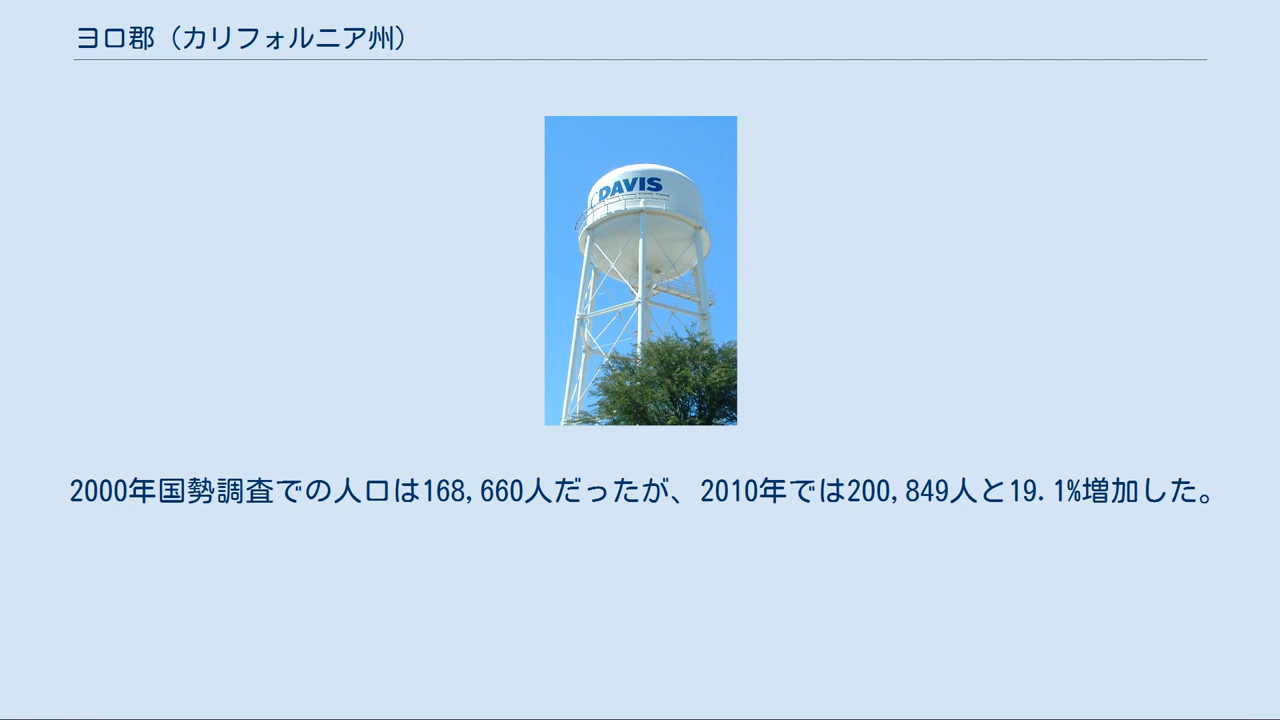 ヨロ郡（カリフォルニア州）
DAVIS
2000年国勢調査での人口は168,660人だったが、2010年では200,849人と19.1%増加した。